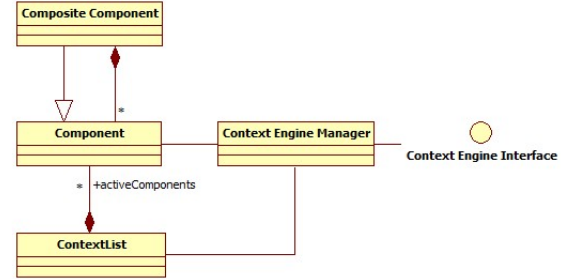 Composite Component
*
Component
Context Engine Manager
Context Engine Interface
* +activeComponents
ContextList